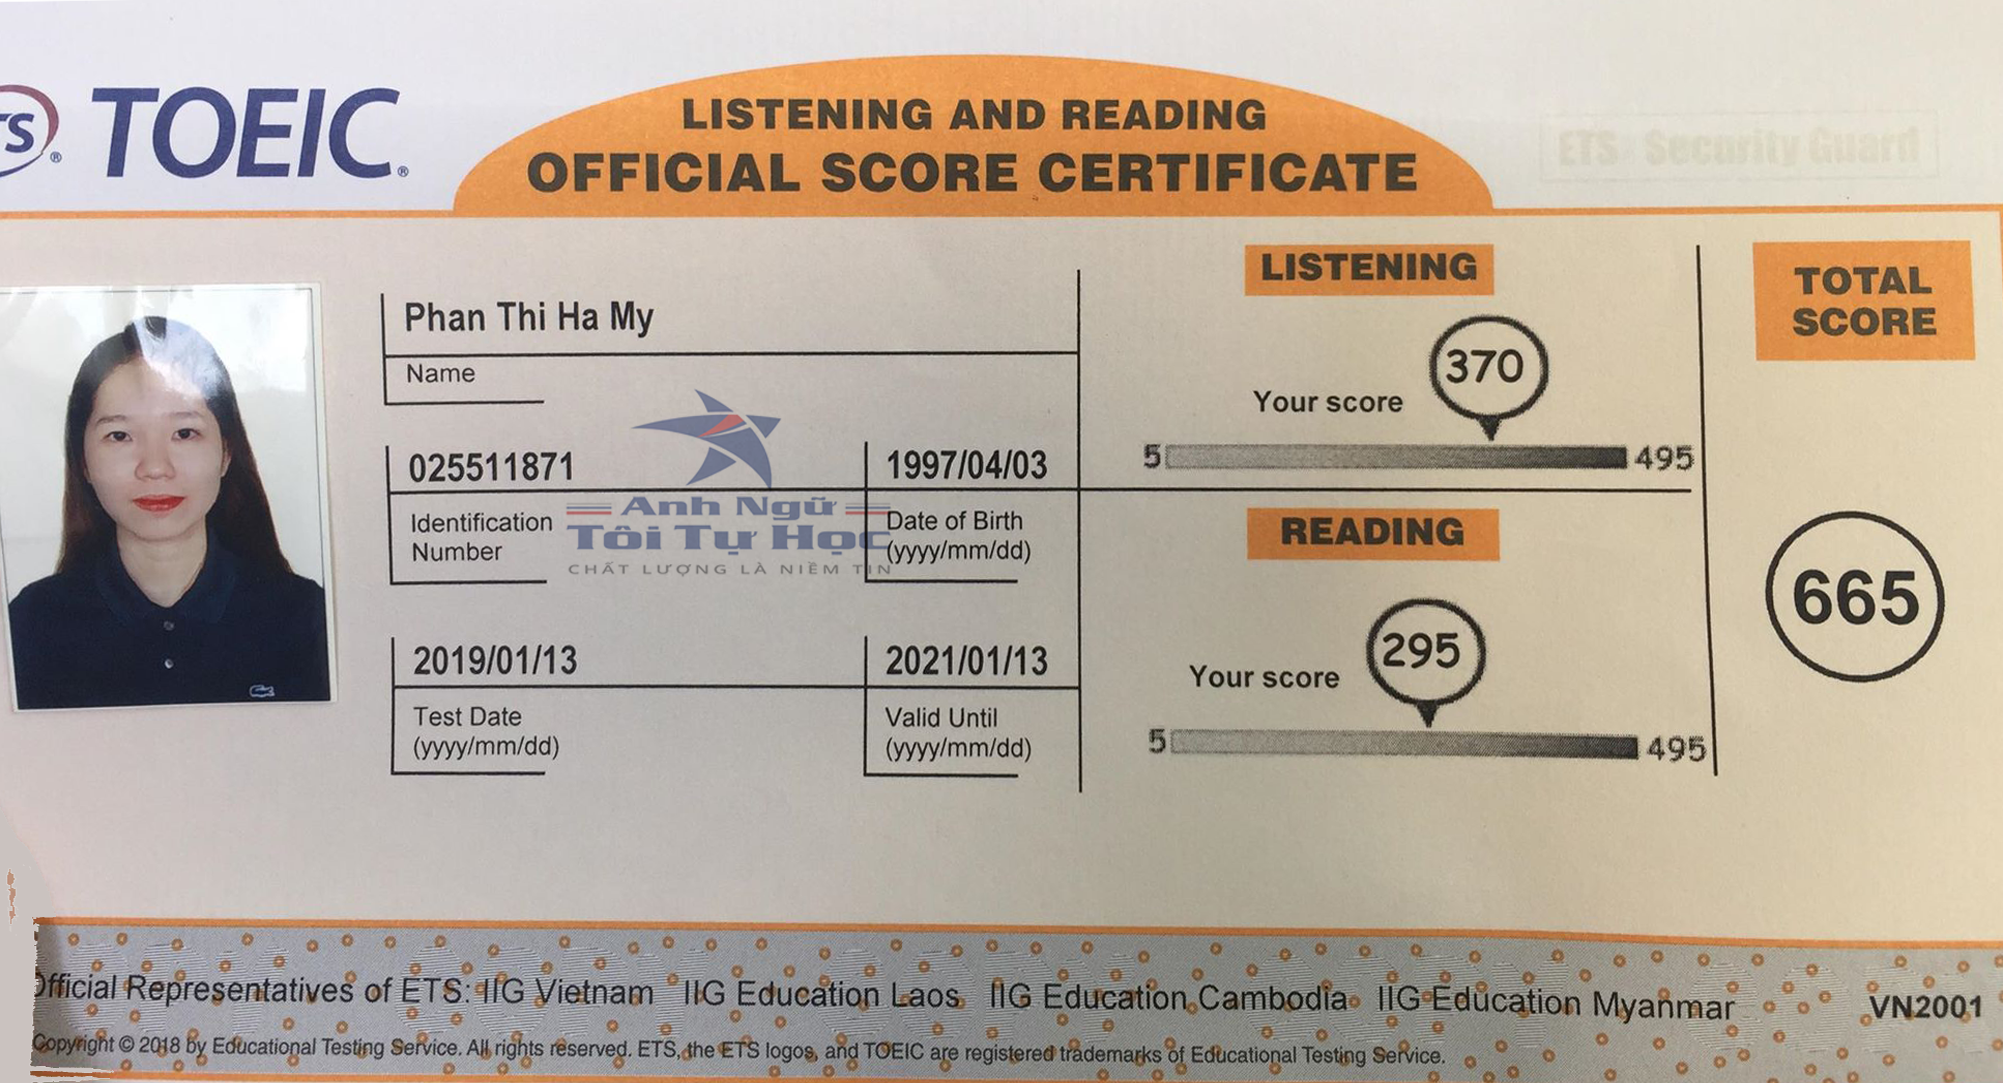 TS® TOEIC®
LISTENING AND READING
OFFICIAL SCORE CERTIFICATE
ETS Security Guard
Phan Thi Ha My
Name
025511871
Identification
Number
1997/04/03
Date of Birth
(yyyy/mm/dd)
Anh Ngữ
Tôi Tự Học
CHẤT LƯỢNG LÀ NIỀM TIN
2019/01/13
Test Date
(yyyy/mm/dd)
2021/01/13
Valid Until
(yyyy/mm/dd)
LISTENING
370
Your score
5 495
READING
295
Your score
5 495
TOTAL
SCORE
665
Official Representatives of ETS: IIG Vietnam IIG Education Laos IIG Education Cambodia IIG Education Myanmar VN2001
Copyright © 2018 by Educational Testing Service. All rights reserved. ETS, the ETS logos, and TOEIC are registered trademarks of Educational Testing Service.